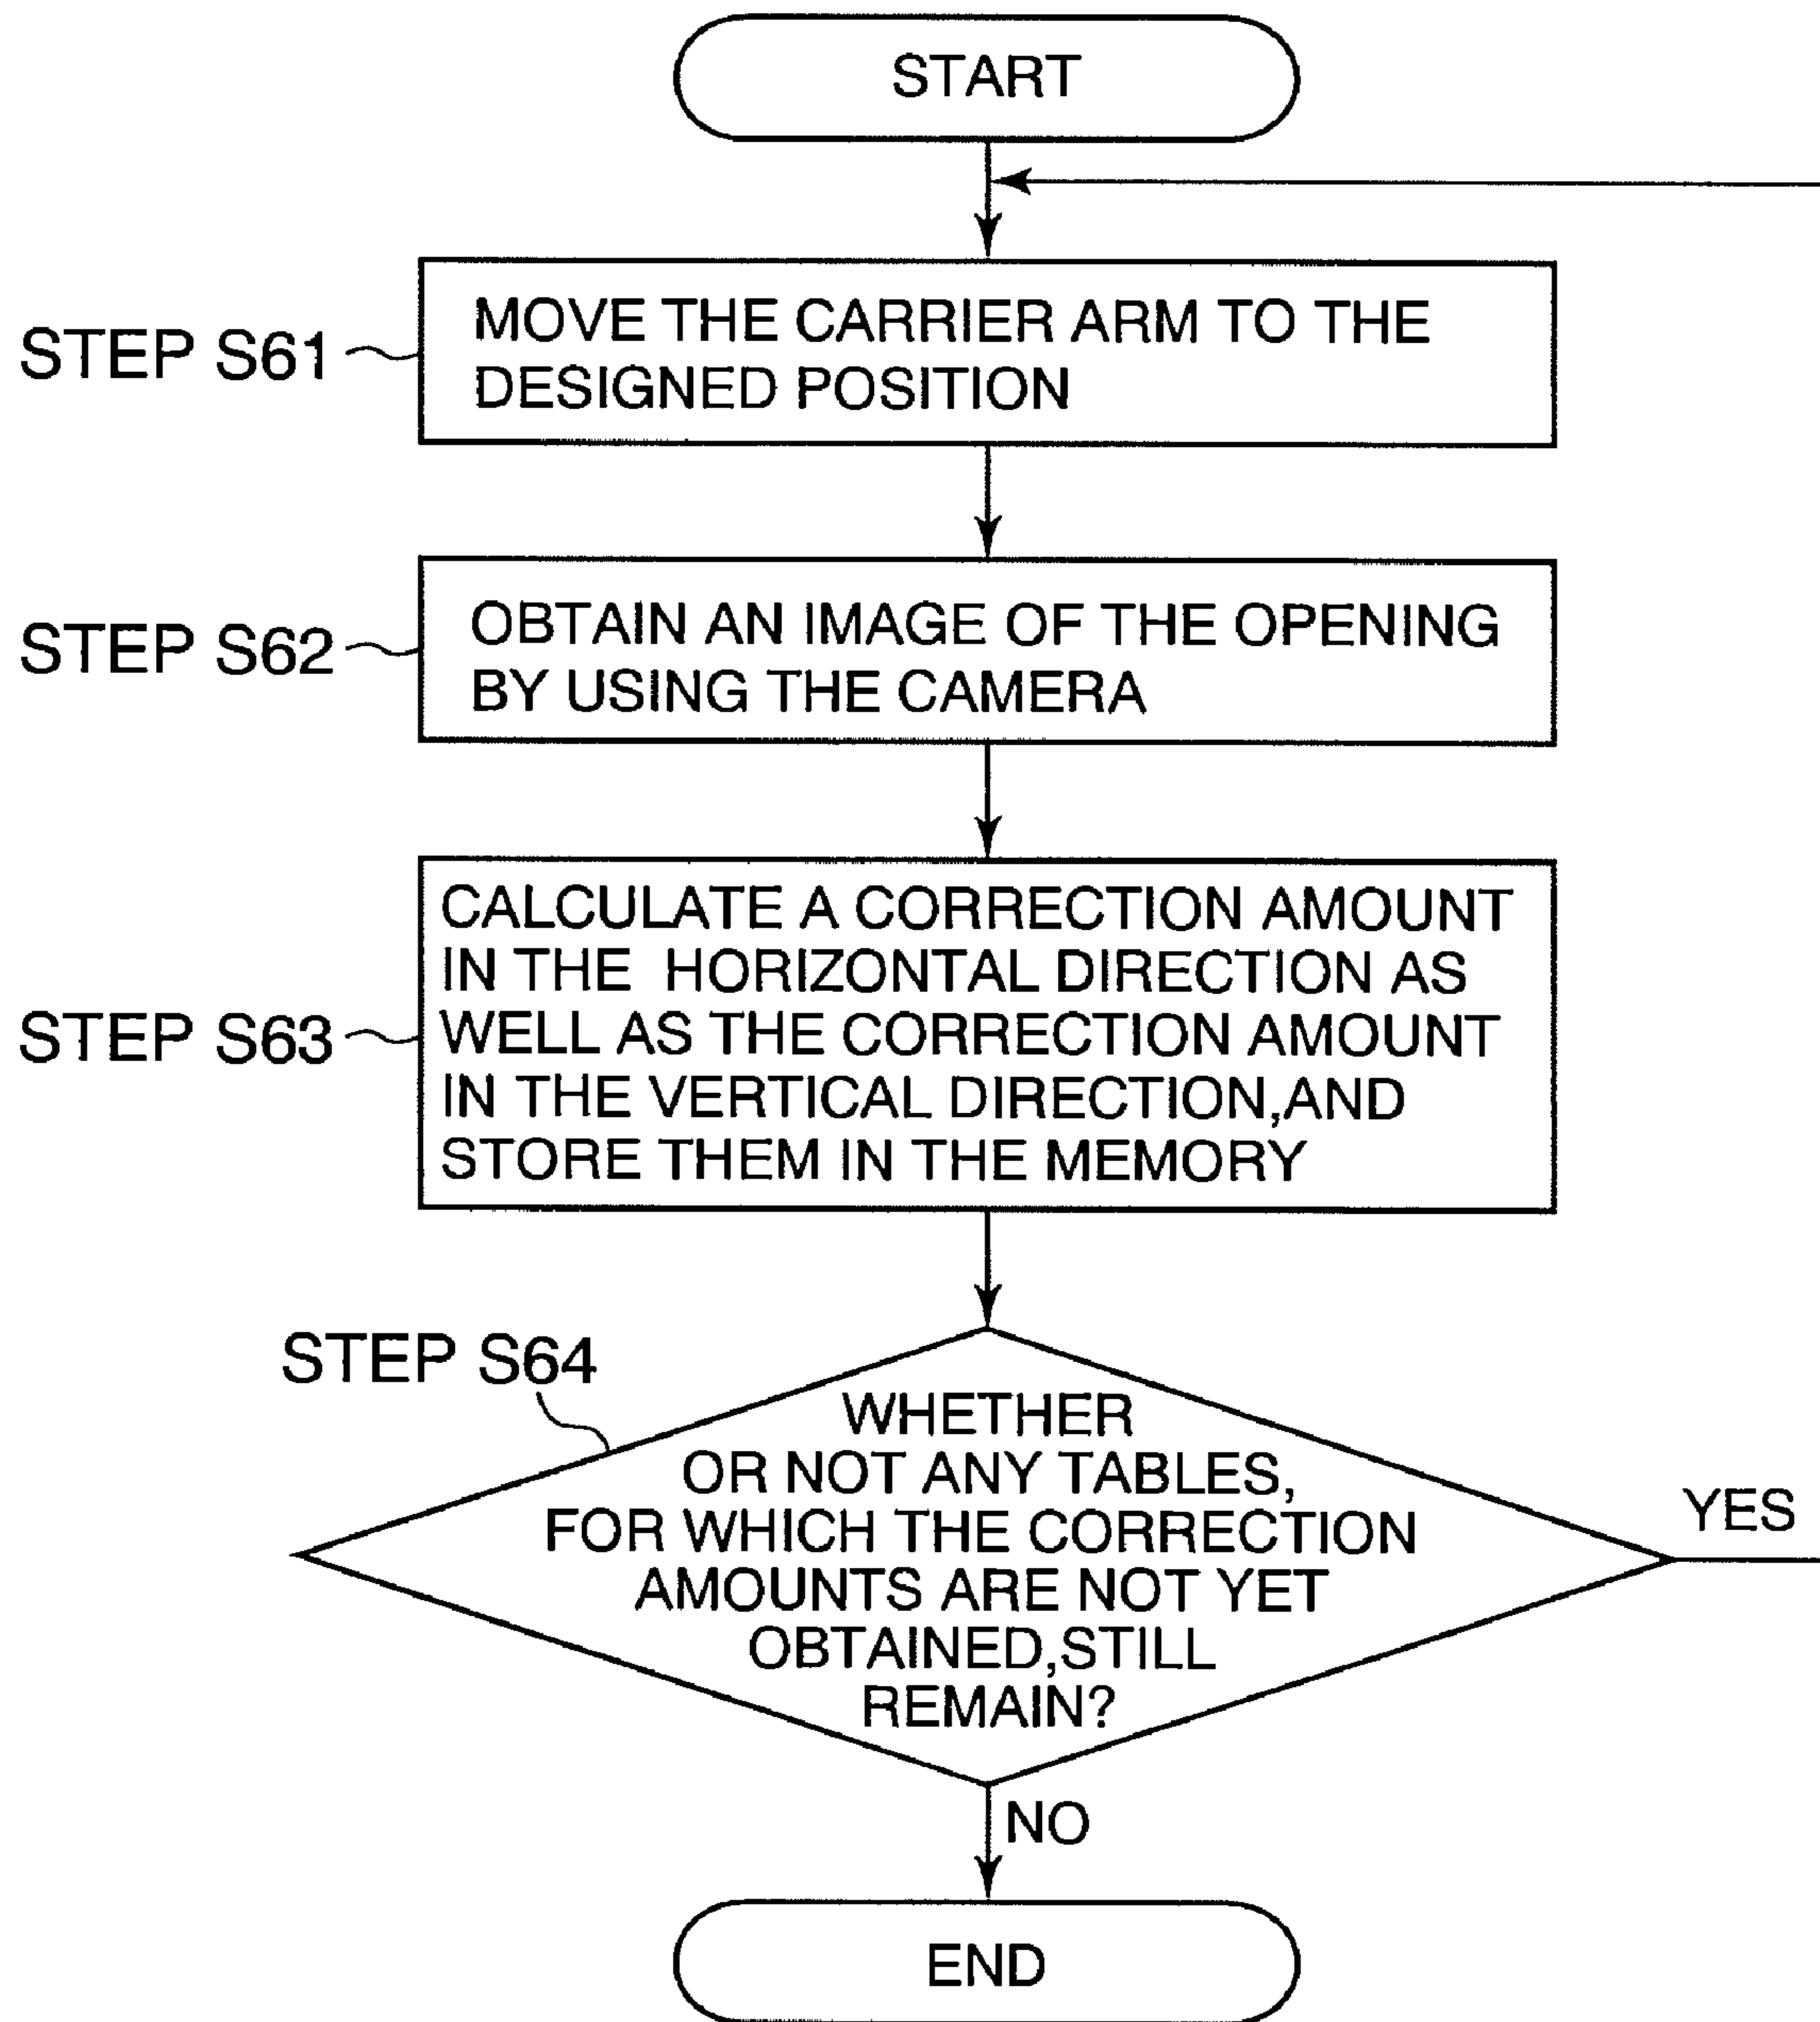 START
STEP S61
MOVE THE CARRIER ARM TO THE
DESIGNED POSITION
STEP S62
OBTAIN AN IMAGE OF THE OPENING
BY USING THE CAMERA
STEP S63
CALCULATE A CORRECTION AMOUNT
IN THE HORIZONTAL DIRECTION AS
WELL AS THE CORRECTION AMOUNT
IN THE VERTICAL DIRECTION,AND
STORE THEM IN THE MEMORY
STEP S64
WHETHER
OR NOT ANY TABLES,
FOR WHICH THE CORRECTION
AMOUNTS ARE NOT YET
OBTAINED,STILL
REMAIN?
YES
NO
END